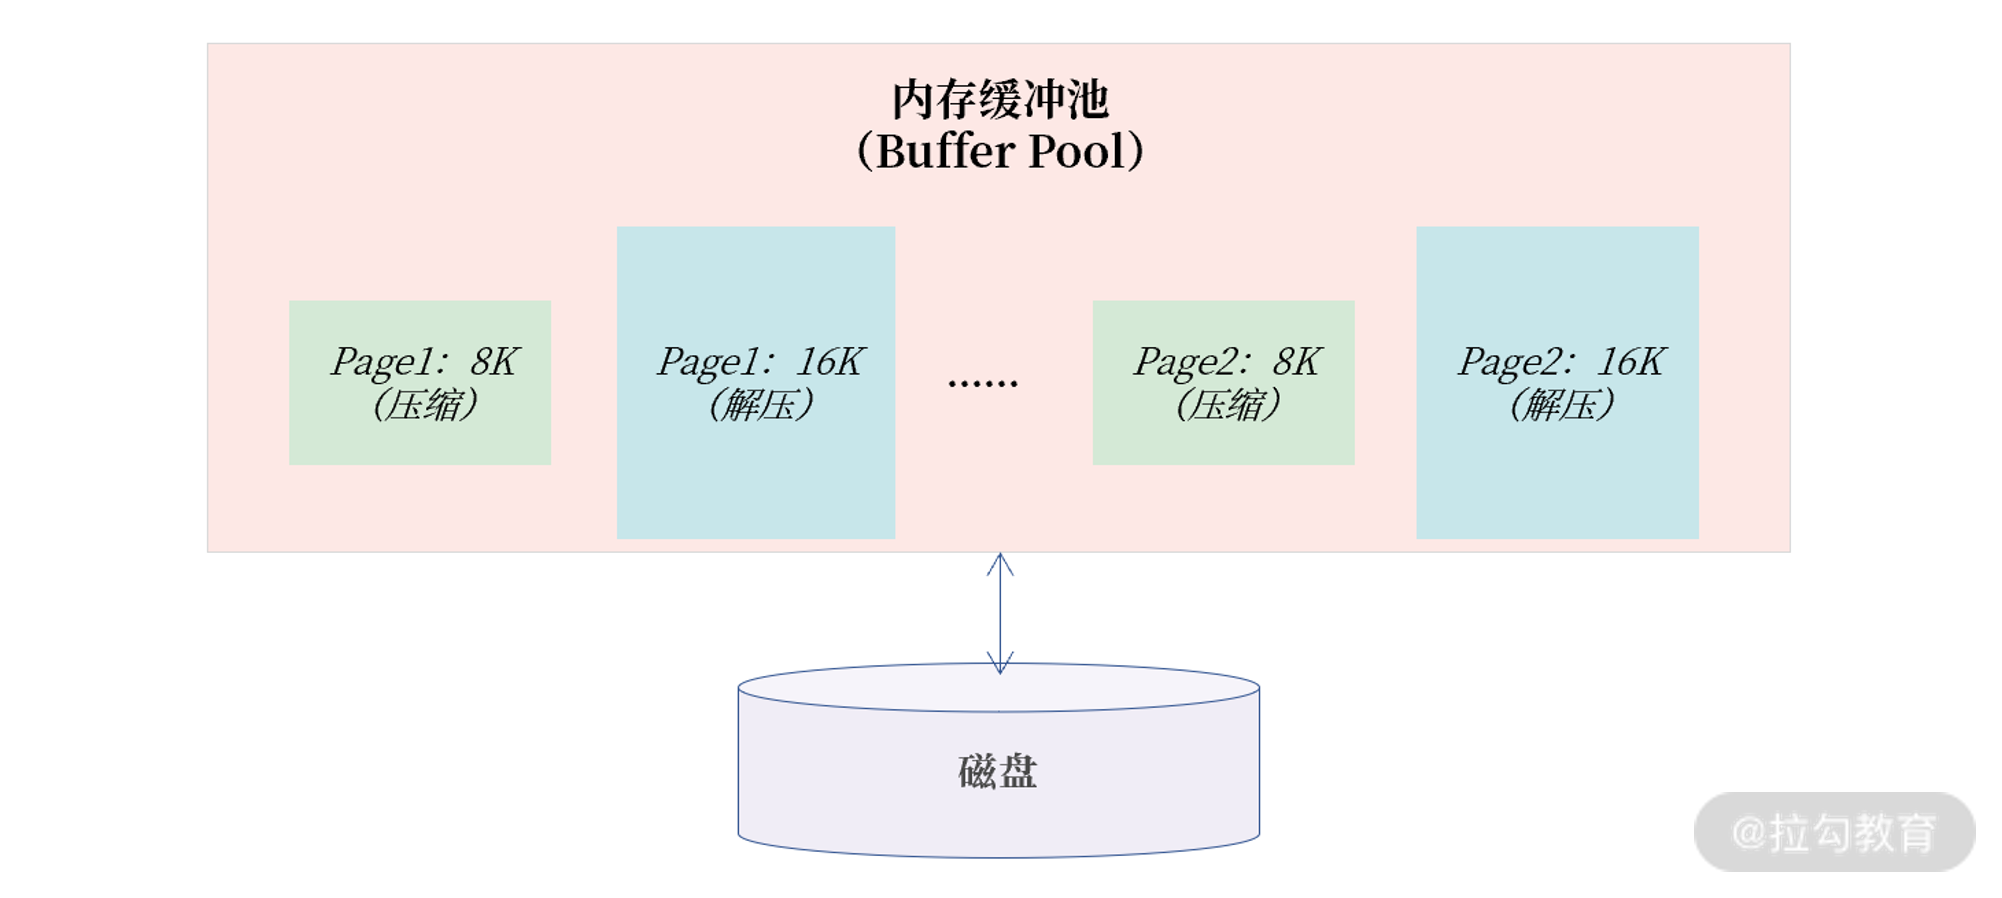 内存缓冲池
（Buffer Pool）
Page1：8K
（压缩）
Page1：16K
（解压）
......
Page2：8K
（压缩）
Page2：16K
（解压）
磁盘
@拉勾教育